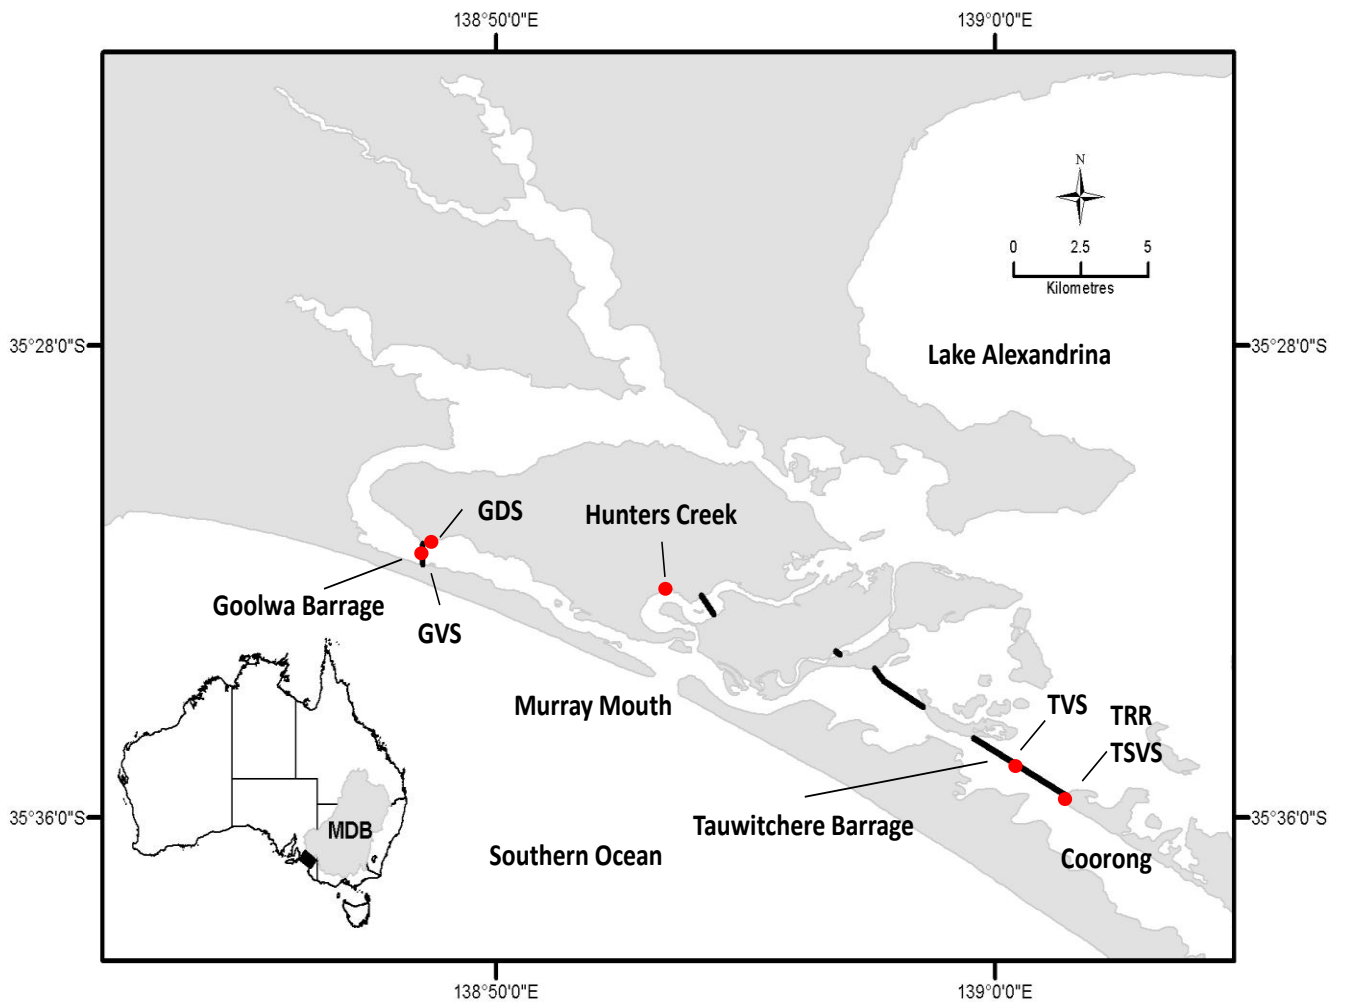 138°50'0"E
139°0'0"E
N
0 2.5 5
Kilometres
35°28'0"S
35°28'0"S
Lake Alexandrina
GDS
Hunters Creek
Goolwa Barrage
GVS
Murray Mouth
TVS
TRR
TSVS
MDB
Tauwitchere Barrage
35°36'0"S
35°36'0"S
Southern Ocean
Coorong
138°50'0"E
139°0'0"E